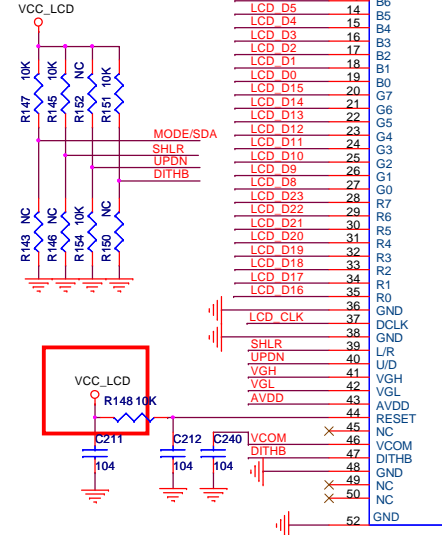 VCC_LCD
R147 10K
R145 10K
R152 NC
R151 10K
MODE/SDA
SHLR
UPDN
DITHB
R143 NC
R146 NC
R154 10K
R150 NC
B6
LCD_D5 14 B5
LCD_D4 15 B4
LCD_D3 16 B3
LCD_D2 17 B2
LCD_D1 18 B1
LCD_D0 19 B0
LCD_D15 20 G7
LCD_D14 21 G6
LCD_D13 22 G5
LCD_D12 23 G4
LCD_D11 24 G3
LCD_D10 25 G2
LCD_D9 26 G1
LCD_D8 27 G0
LCD_D23 28 R7
LCD_D22 29 R6
LCD_D21 30 R5
LCD_D20 31 R4
LCD_D19 32 R3
LCD_D18 33 R2
LCD_D17 34 R1
LCD_D16 35 R0
36 GND
LCD_CLK 37 DCLK
38 GND
SHLR 39 L/R
UPDN 40 U/D
VGH 41 VGH
VGL 42 VGL
AVDD 43 AVDD
44 RESET
45 NC
VCOM 46 VCOM
DITHB 47 DITHB
48 GND
49 NC
50 NC
52 GND
VCC_LCD
R148 10K
C211
104
C212
104
C240
104